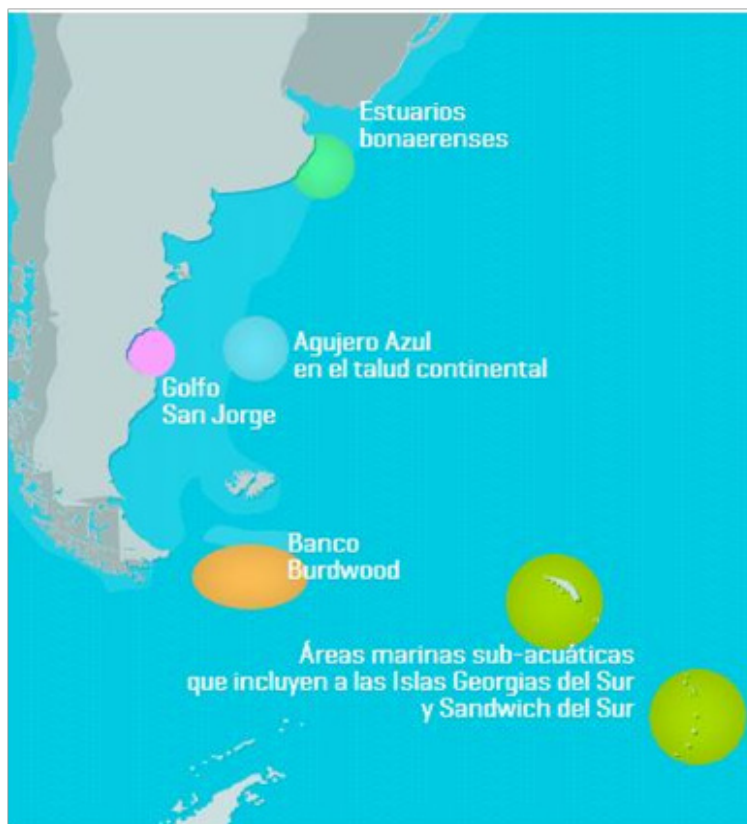 Estuarios
bonaerenses
Agujero Azul
en el talud continental
Golfo
San Jorge
Banco
Burdwood
Áreas marinas sub-acuáticas
que incluyen a las Islas Georgias del Sur
y Sandwich del Sur